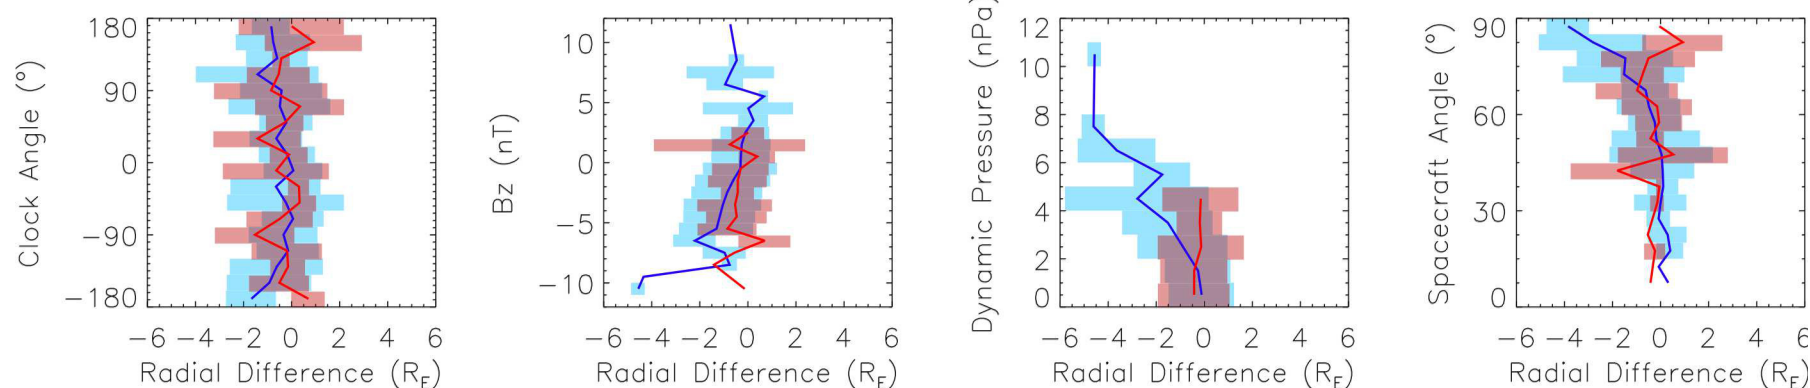 Clock Angle (°)
180
90
0
−90
−180
−6 −4 −2 0 2 4 6
Radial Difference (R_E)
Bz (nT)
10
5
0
−5
−10
−6 −4 −2 0 2 4 6
Radial Difference (R_E)
Dynamic Pressure (nPa)
12
10
8
6
4
2
0
−6 −4 −2 0 2 4 6
Radial Difference (R_E)
Spacecraft Angle (°)
90
60
30
0
−6 −4 −2 0 2 4 6
Radial Difference (R_E)